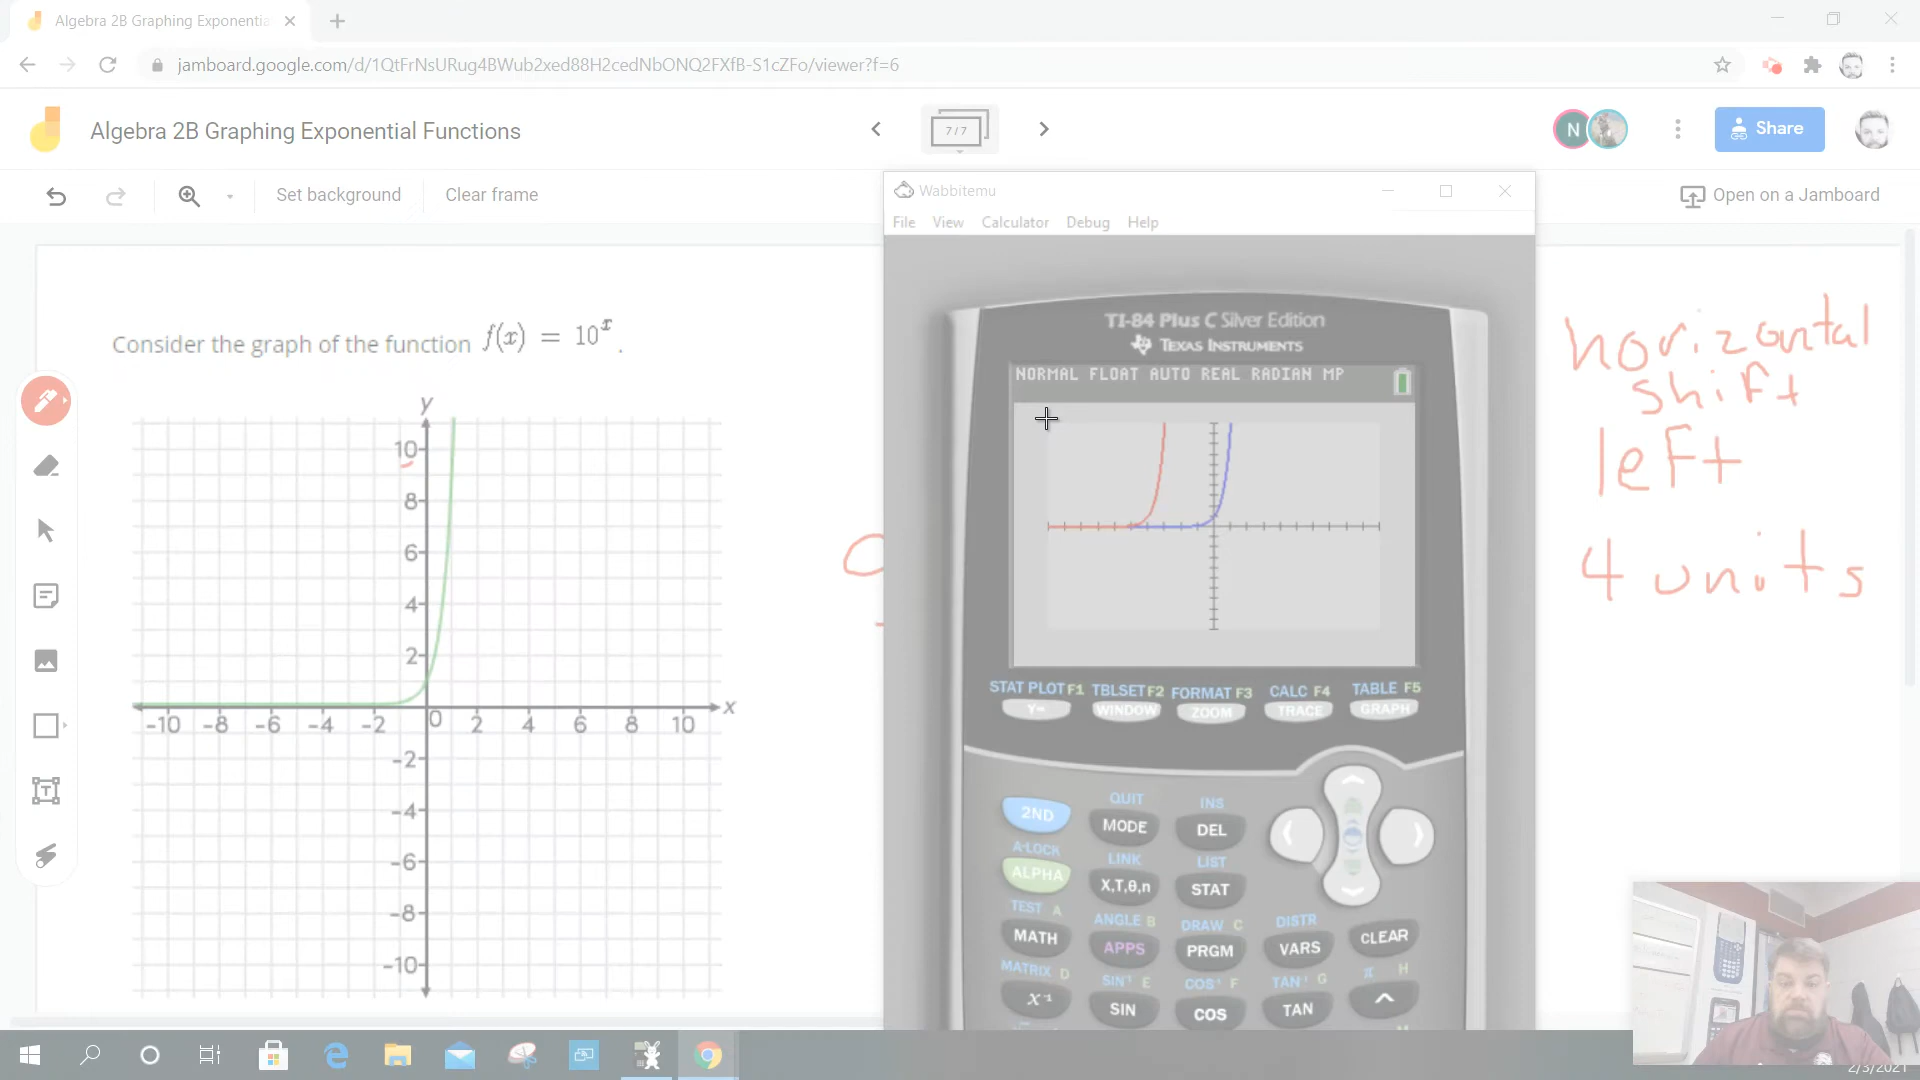 Algebra 2B Graphing Exponentia
jamboard.google.com/d/1QtFrNsURug4BWub2xed88H2cedNbONQ2FXfB-S1cZFo/viewer?f=6
Algebra 2B Graphing Exponential Functions
7 / 7
N
Share
Set background
Clear frame
Open on a Jamboard
Wabbitemu
File View Calculator Debug Help
Consider the graph of the function f(x) = 10^x.
y
10
8
6
4
2
-10 -8 -6 -4 -2 0 2 4 6 8 10 x
-2
-4
-6
-8
-10
TI-84 Plus C Silver Edition
TEXAS INSTRUMENTS
NORMAL FLOAT AUTO REAL RADIAN MP
STAT PLOT F1 TBLSET F2 FORMAT F3 CALC F4 TABLE F5
Y= WINDOW ZOOM TRACE GRAPH
QUIT INS
2ND MODE DEL
A-LOCK LINK LIST
ALPHA X,T,θ,n STAT
TEST A ANGLE B DRAW C DISTR
MATH APPS PRGM VARS CLEAR
MATRIX D SIN⁻¹ E COS⁻¹ F TAN⁻¹ G π H
X⁻¹ SIN COS TAN ^
horizontal
shift
left
4 units
2/3/2021